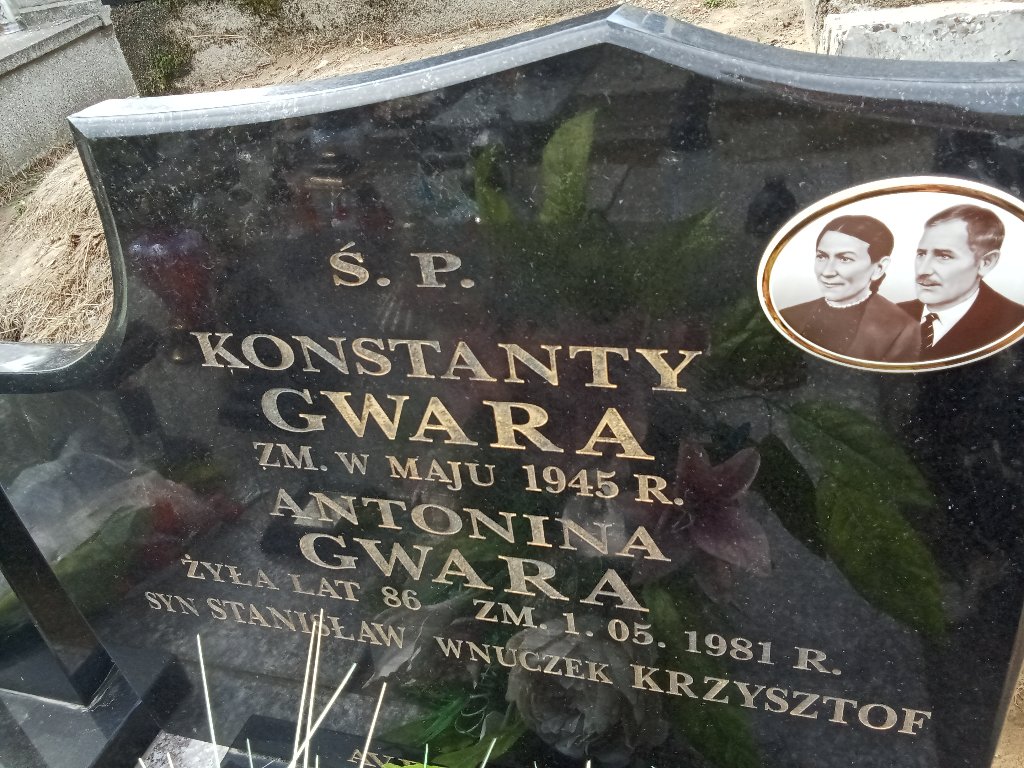 Ś. P.
KONSTANTY
GWARA
ZM. W MAJU 1945 R.
ANTONINA
GWARA
ŻYŁA LAT 86 ZM. 1. 05. 1981 R.
SYN STANISŁAW WNUCZEK KRZYSZTOF